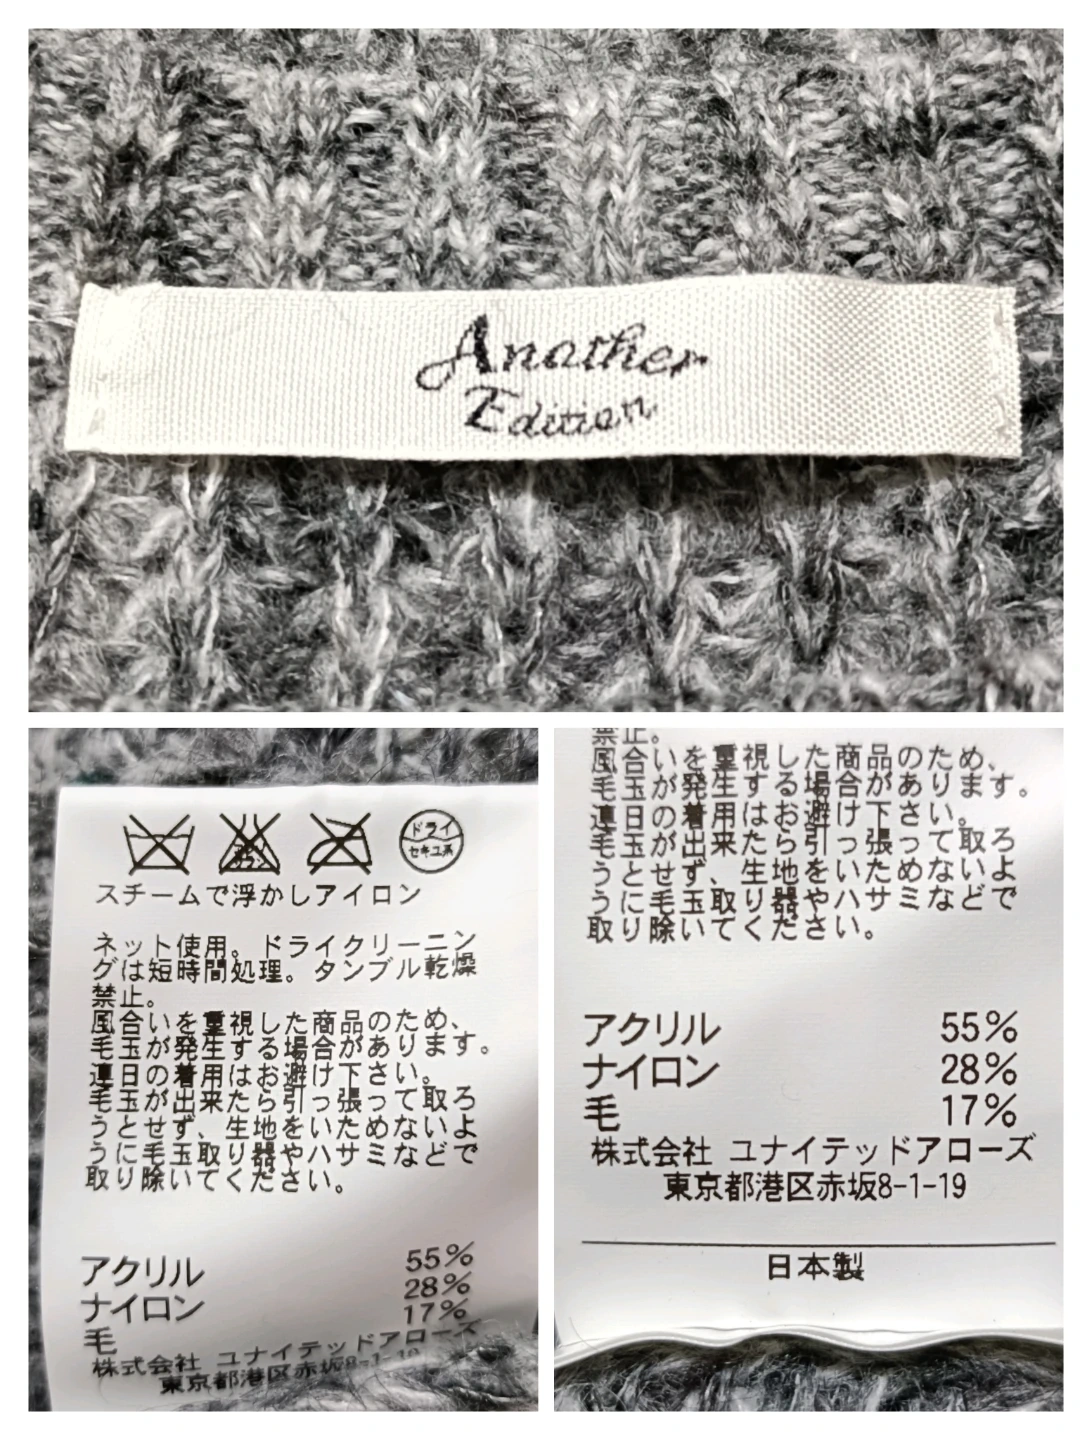 Another
Edition
ドライ
セキユ系
スチームで浮かしアイロン
ネット使用。ドライクリーニン
グは短時間処理。タンブル乾燥
禁止。
風合いを重視した商品のため、
毛玉が発生する場合があります。
連日の着用はお避け下さい。
毛玉が出来たら引っ張って取ろ
うとせず、生地をいためないよ
うに毛玉取り器やハサミなどで
取り除いてください。
アクリル 55%
ナイロン 28%
毛 17%
株式会社 ユナイテッドアローズ
東京都港区赤坂8-1-19
禁止。
風合いを重視した商品のため、
毛玉が発生する場合があります。
連日の着用はお避け下さい。
毛玉が出来たら引っ張って取ろ
うとせず、生地をいためないよ
うに毛玉取り器やハサミなどで
取り除いてください。
アクリル 55%
ナイロン 28%
毛 17%
株式会社 ユナイテッドアローズ
東京都港区赤坂8-1-19
日本製